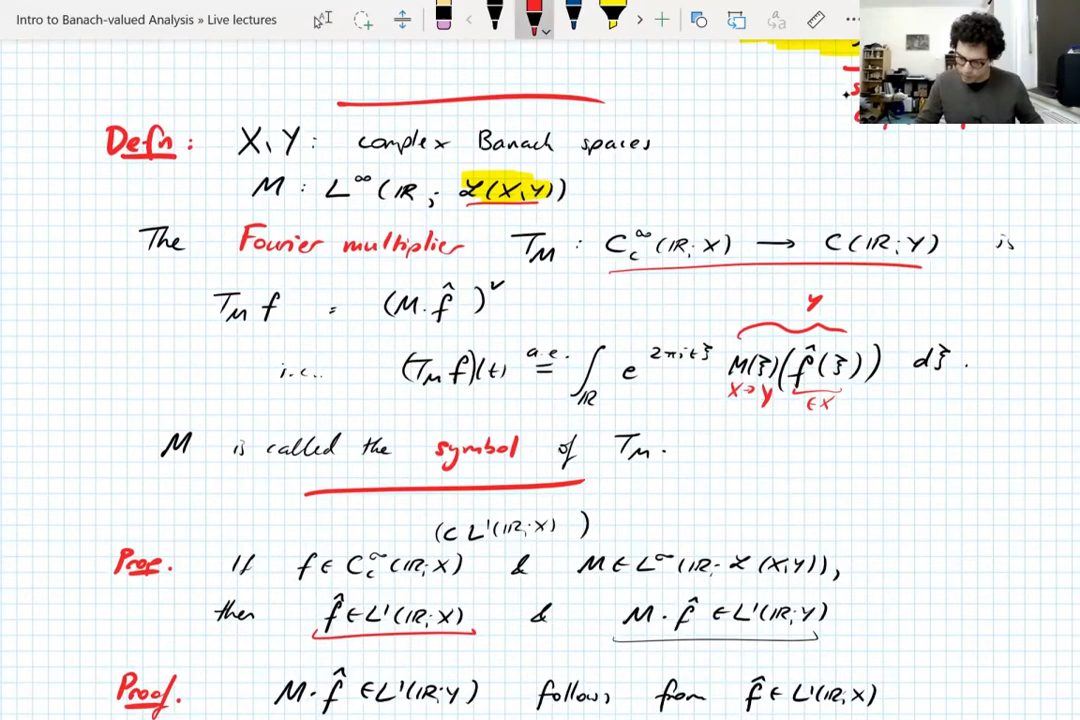 Intro to Banach-valued Analysis » Live lectures
Defn: X, Y: complex Banach spaces
M: L^∞(ℝ; ℒ(X,Y))
The Fourier multiplier T_M : C_c^∞(ℝ; X) → C(ℝ; Y) is
T_M f = (M·f̂)^∨
Y
i.e.. (T_M f)(t) a.e. = ∫_ℝ e^{2πitξ} M(ξ)(f̂(ξ)) dξ.
X→Y ∈X
M is called the symbol of T_M.
(⊂ L¹(ℝ; X))
Prop. If f ∈ C_c^∞(ℝ; X) & M ∈ L^∞(ℝ; ℒ(X,Y)),
then f̂ ∈ L¹(ℝ; X) & M·f̂ ∈ L¹(ℝ; Y)
Proof. M·f̂ ∈ L¹(ℝ; Y) follows from f̂ ∈ L¹(ℝ; X)